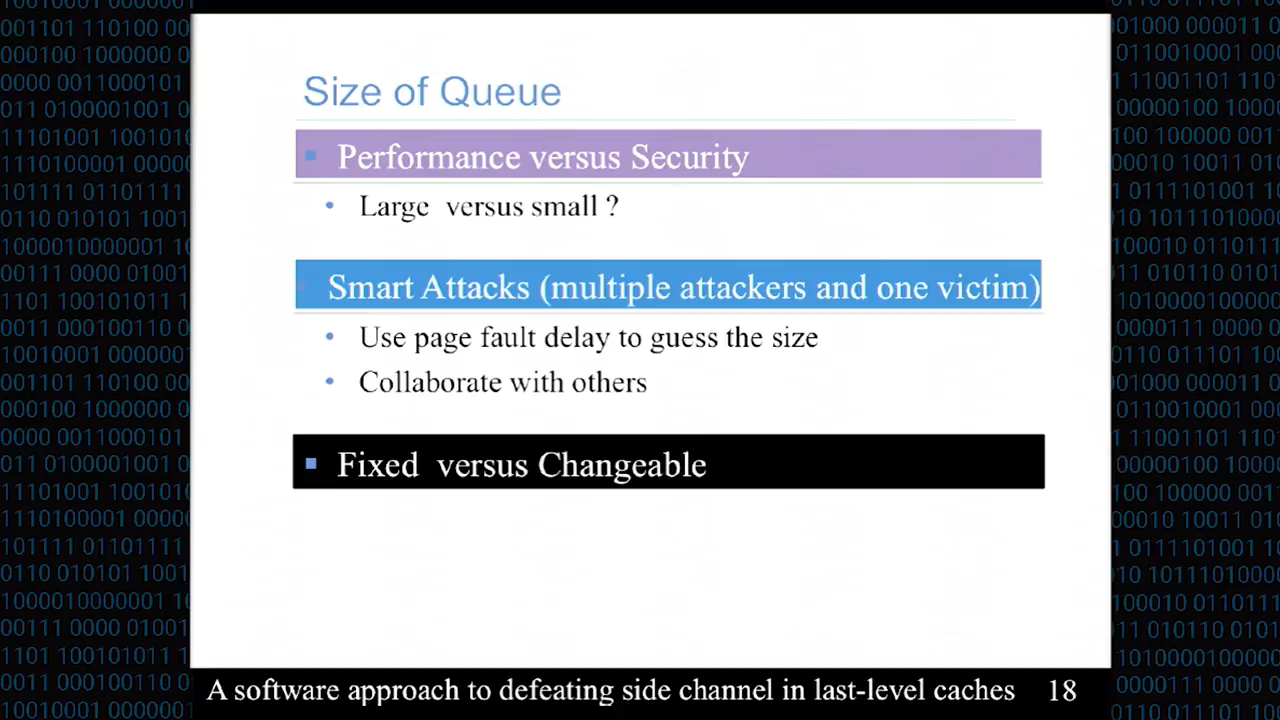 Size of Queue
Performance versus Security
Large versus small ?
Smart Attacks (multiple attackers and one victim)
Use page fault delay to guess the size
Collaborate with others
Fixed versus Changeable
A software approach to defeating side channel in last-level caches 18